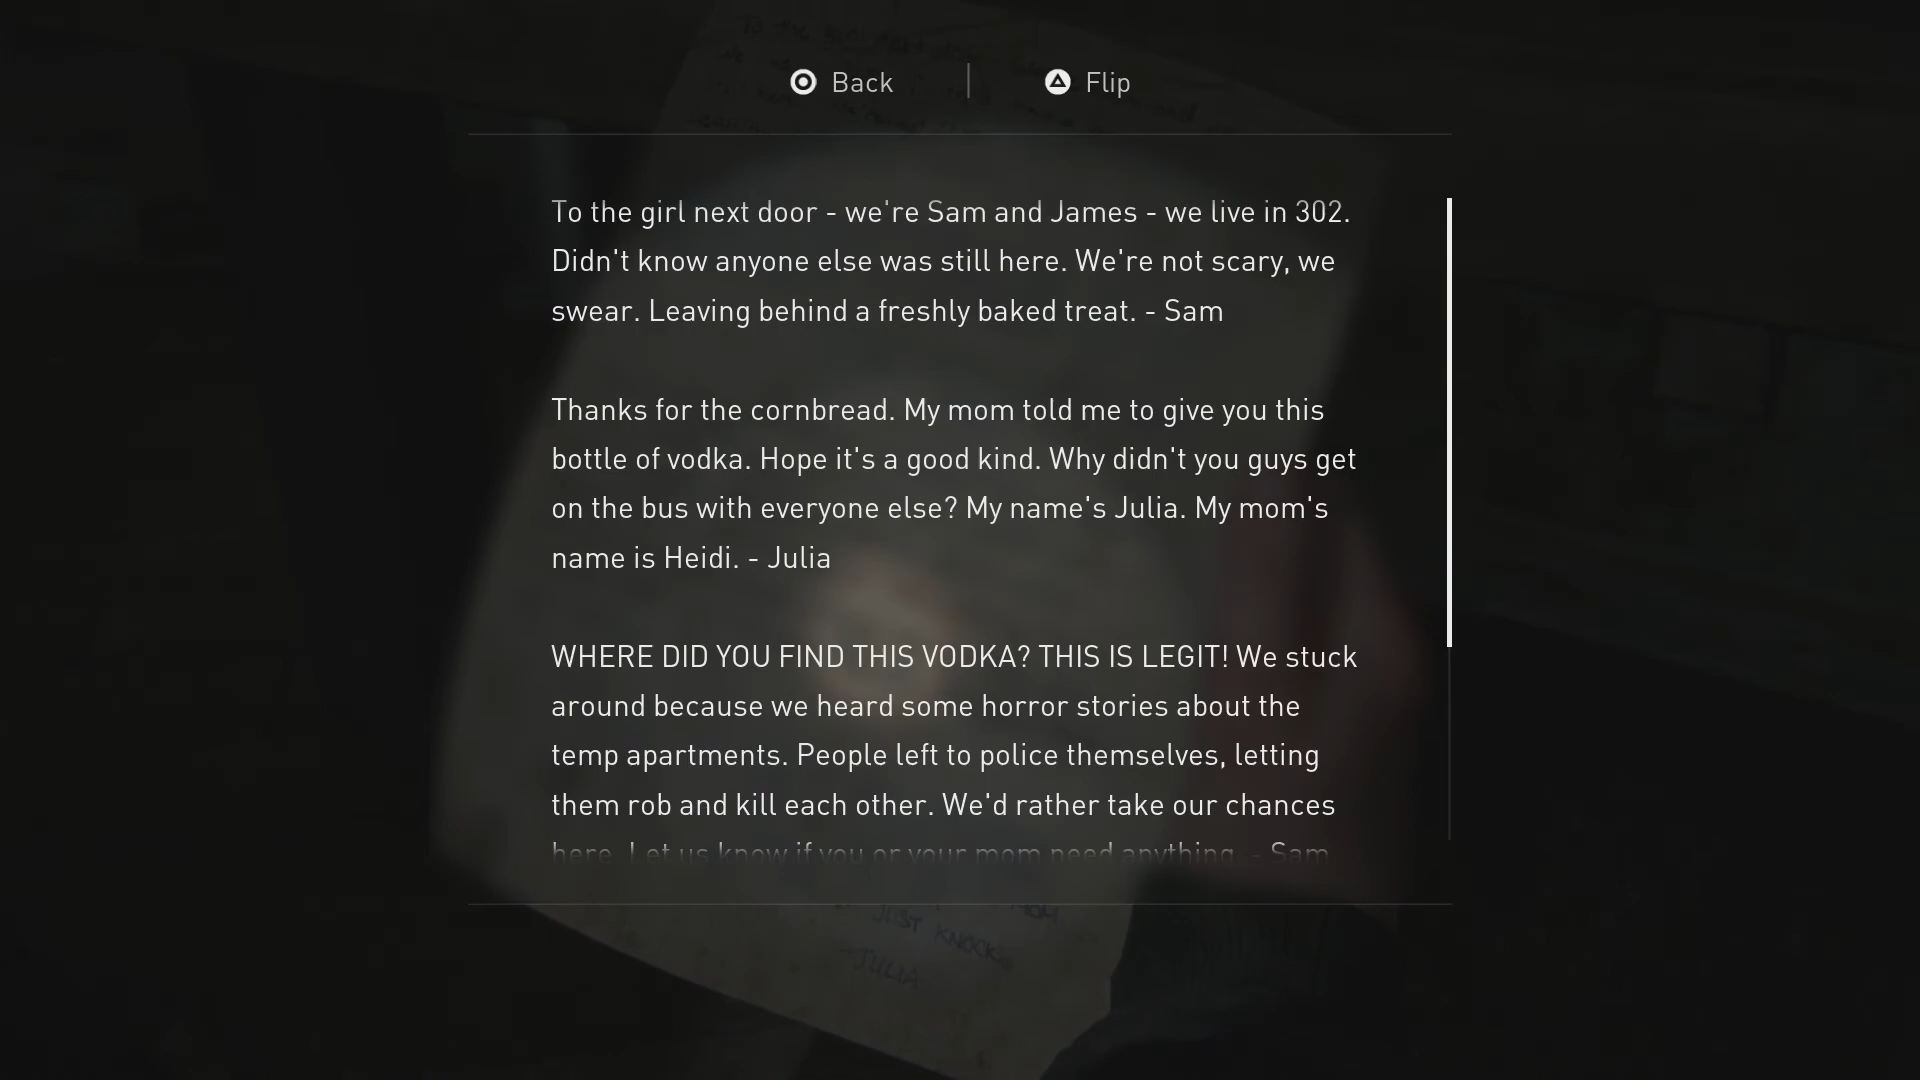 Back
Flip
To the girl next door - we're Sam and James - we live in 302.
Didn't know anyone else was still here. We're not scary, we
swear. Leaving behind a freshly baked treat. - Sam
Thanks for the cornbread. My mom told me to give you this
bottle of vodka. Hope it's a good kind. Why didn't you guys get
on the bus with everyone else? My name's Julia. My mom's
name is Heidi. - Julia
WHERE DID YOU FIND THIS VODKA? THIS IS LEGIT! We stuck
around because we heard some horror stories about the
temp apartments. People left to police themselves, letting
them rob and kill each other. We'd rather take our chances
here. Let us know if you or your mom need anything. - Sam
MOM
JUST KNOCK
JULIA